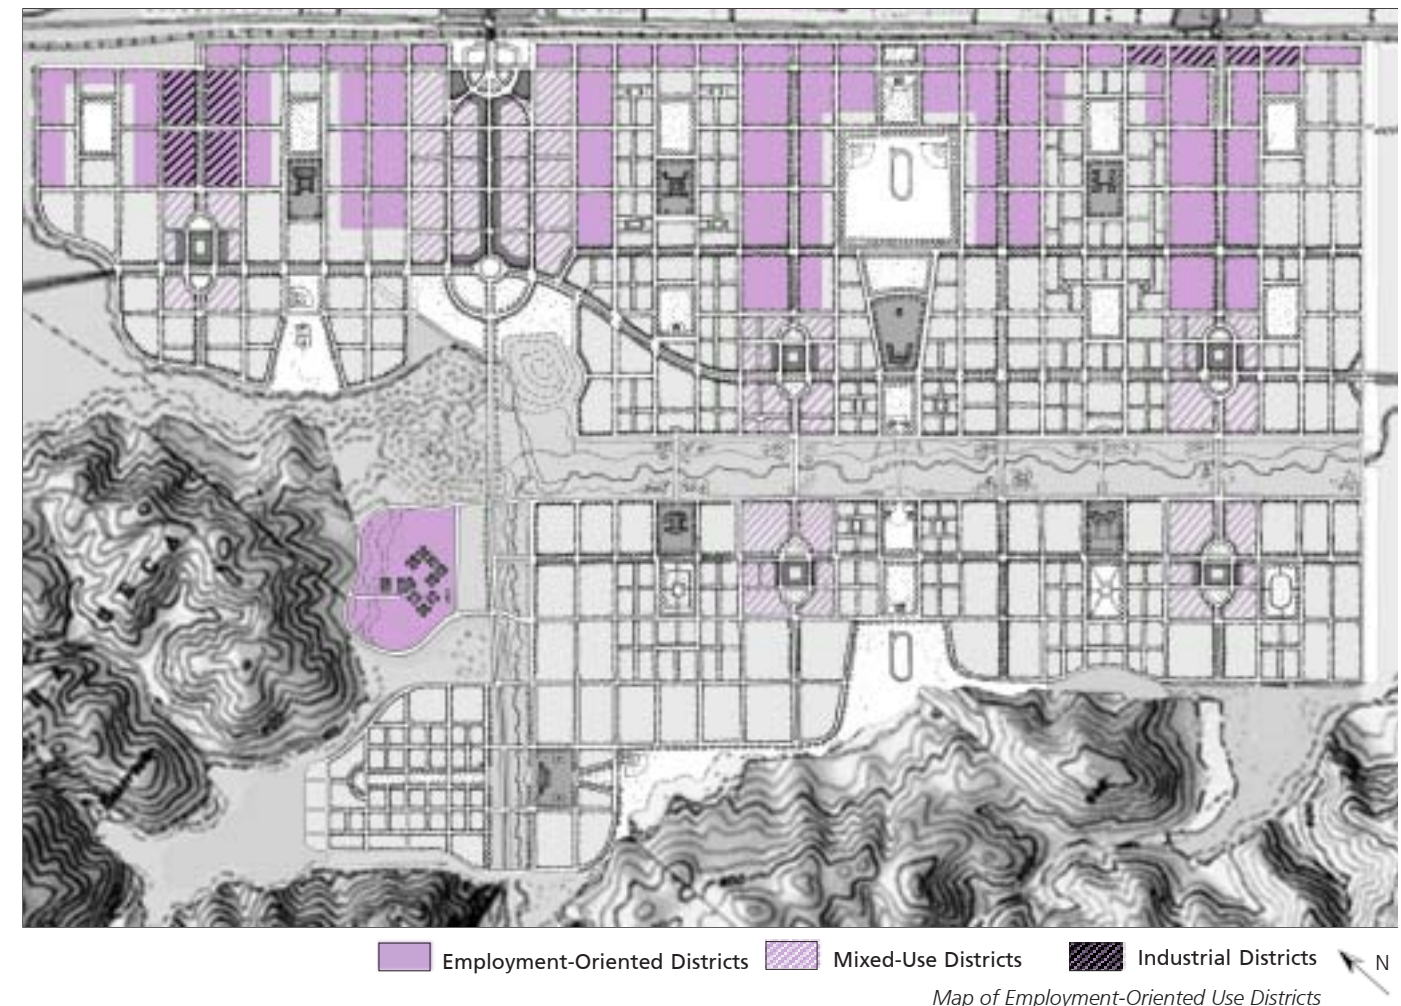 Employment-Oriented Districts
Mixed-Use Districts
Industrial Districts
N
Map of Employment-Oriented Use Districts